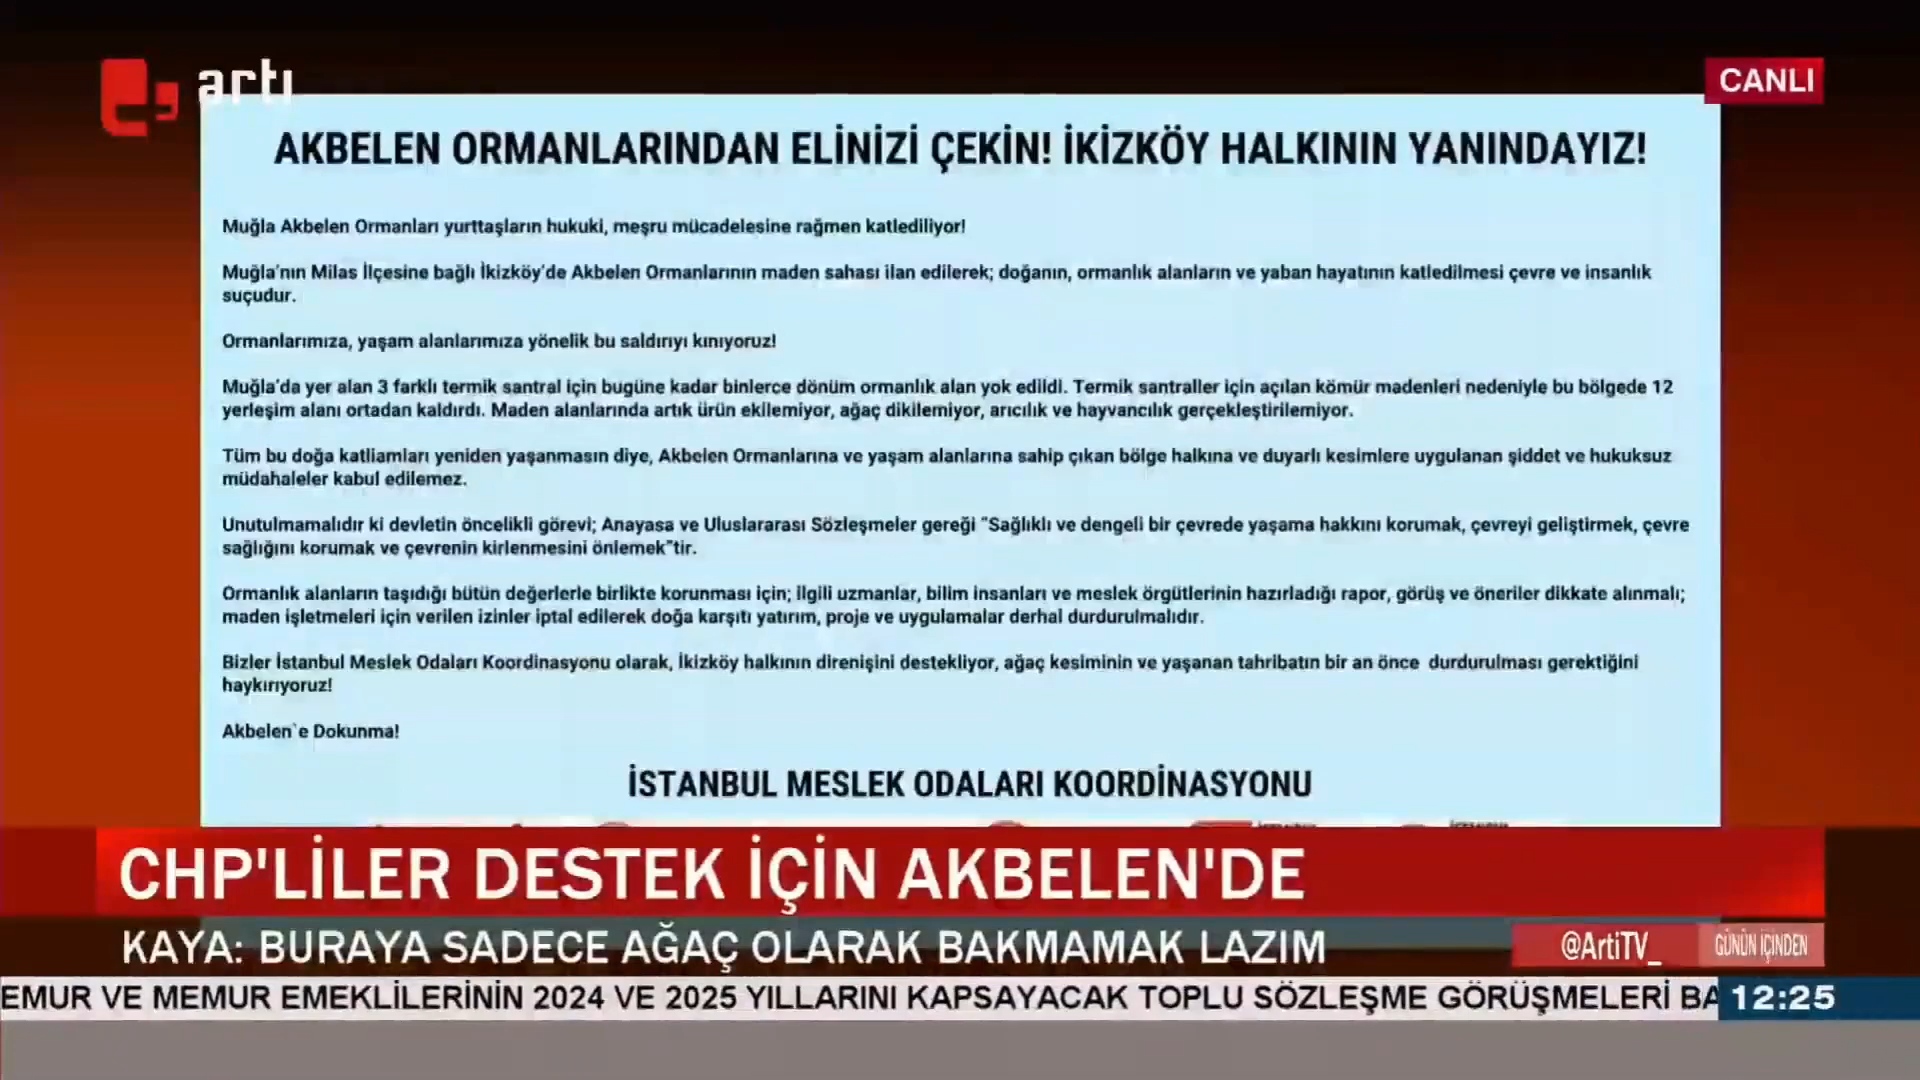 artı
CANLI
AKBELEN ORMANLARINDAN ELİNİZİ ÇEKİN! İKİZKÖY HALKININ YANINDAYIZ!
Muğla Akbelen Ormanları yurttaşların hukuki, meşru mücadelesine rağmen katlediliyor!
Muğla'nın Milas İlçesine bağlı İkizköy'de Akbelen Ormanlarının maden sahası ilan edilerek; doğanın, ormanlık alanların ve yaban hayatının katledilmesi çevre ve insanlık
suçudur.
Ormanlarımıza, yaşam alanlarımıza yönelik bu saldırıyı kınıyoruz!
Muğla'da yer alan 3 farklı termik santral için bugüne kadar binlerce dönüm ormanlık alan yok edildi. Termik santraller için açılan kömür madenleri nedeniyle bu bölgede 12
yerleşim alanı ortadan kaldırdı. Maden alanlarında artık ürün ekilemiyor, ağaç dikilemiyor, arıcılık ve hayvancılık gerçekleştirilemiyor.
Tüm bu doğa katliamları yeniden yaşanmasın diye, Akbelen Ormanlarına ve yaşam alanlarına sahip çıkan bölge halkına ve duyarlı kesimlere uygulanan şiddet ve hukuksuz
müdahaleler kabul edilemez.
Unutulmamalıdır ki devletin öncelikli görevi; Anayasa ve Uluslararası Sözleşmeler gereği "Sağlıklı ve dengeli bir çevrede yaşama hakkını korumak, çevreyi geliştirmek, çevre
sağlığını korumak ve çevrenin kirlenmesini önlemek"tir.
Ormanlık alanların taşıdığı bütün değerlerle birlikte korunması için; ilgili uzmanlar, bilim insanları ve meslek örgütlerinin hazırladığı rapor, görüş ve öneriler dikkate alınmalı;
maden işletmeleri için verilen izinler iptal edilerek doğa karşıtı yatırım, proje ve uygulamalar derhal durdurulmalıdır.
Bizler İstanbul Meslek Odaları Koordinasyonu olarak, İkizköy halkının direnişini destekliyor, ağaç kesiminin ve yaşanan tahribatın bir an önce durdurulması gerektiğini
haykırıyoruz!
Akbelen`e Dokunma!
İSTANBUL MESLEK ODALARI KOORDİNASYONU
CHP'LİLER DESTEK İÇİN AKBELEN'DE
KAYA: BURAYA SADECE AĞAÇ OLARAK BAKMAMAK LAZIM
@ArtiTV_ GÜNÜN İÇİNDEN
EMUR VE MEMUR EMEKLİLERİNİN 2024 VE 2025 YILLARINI KAPSAYACAK TOPLU SÖZLEŞME GÖRÜŞMELERİ BA 12:25